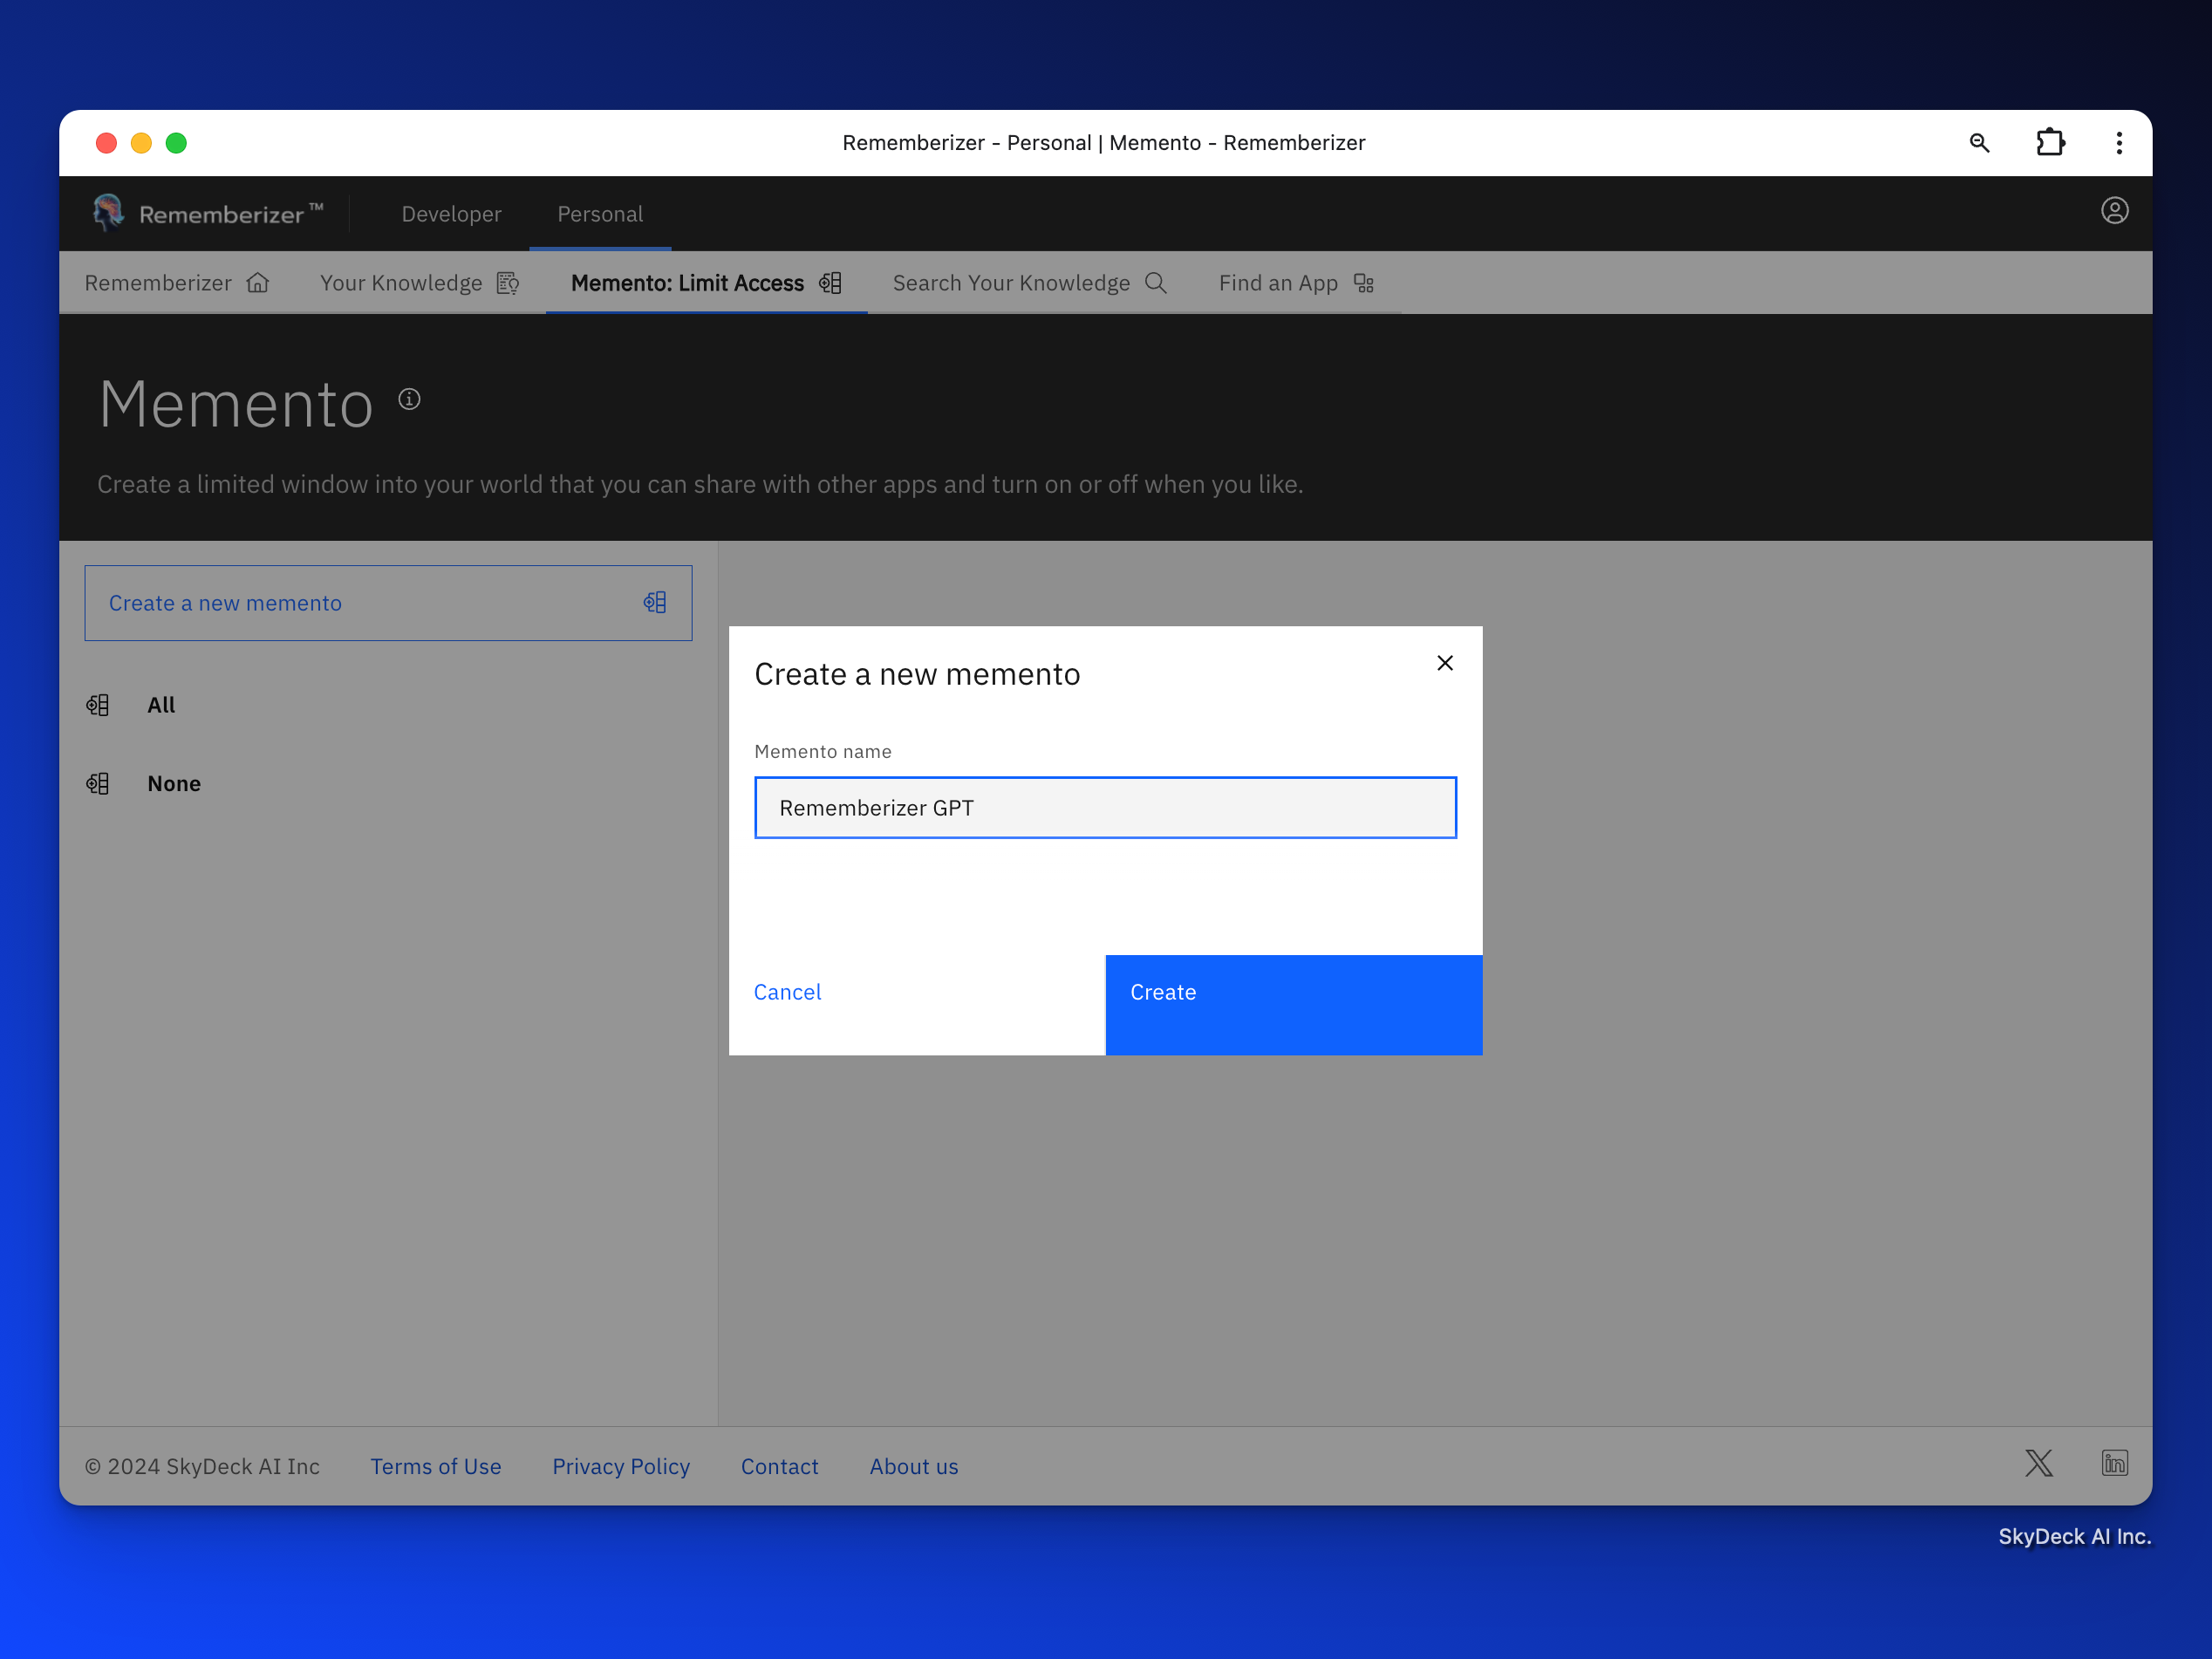 Rememberizer - Personal | Memento - Rememberizer
Rememberizer™
Developer
Personal
Rememberizer
Your Knowledge
Memento: Limit Access
Search Your Knowledge
Find an App
Memento
Create a limited window into your world that you can share with other apps and turn on or off when you like.
Create a new memento
All
None
Create a new memento
Memento name
Rememberizer GPT
Cancel
Create
© 2024 SkyDeck AI Inc
Terms of Use
Privacy Policy
Contact
About us
SkyDeck AI Inc.